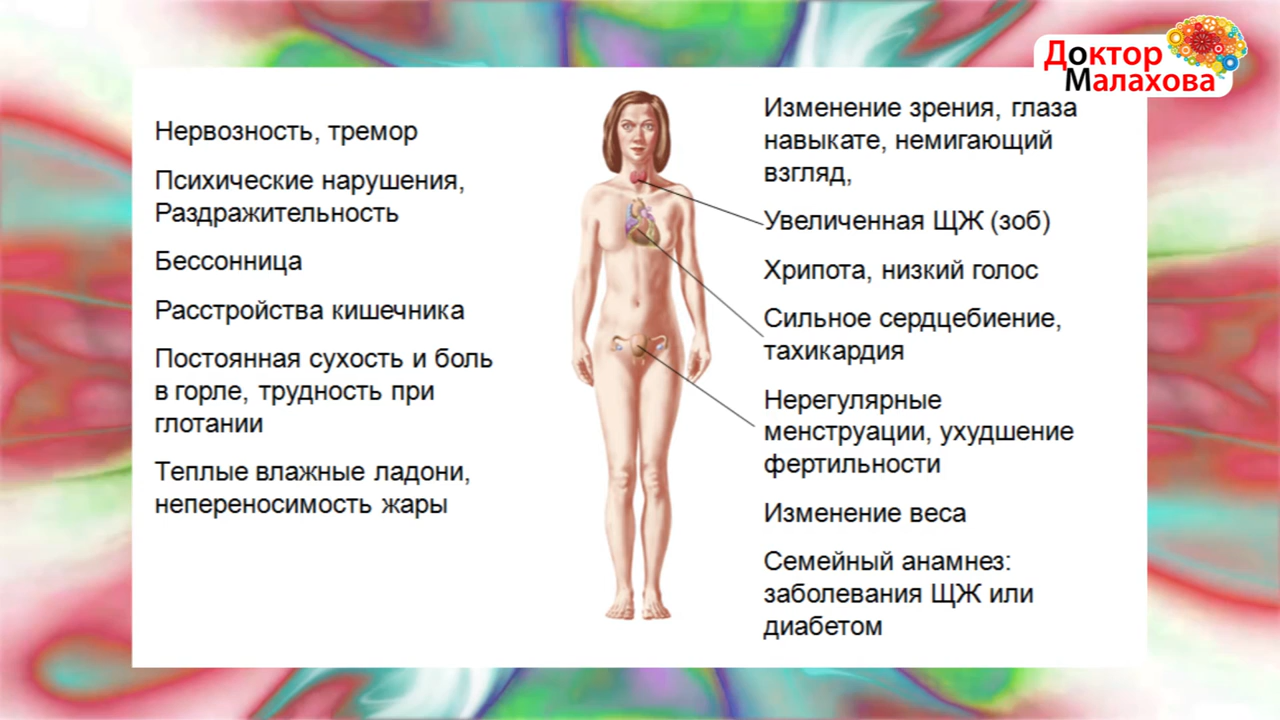 Доктор
Малахова
Нервозность, тремор
Психические нарушения,
Раздражительность
Бессонница
Расстройства кишечника
Постоянная сухость и боль
в горле, трудность при
глотании
Теплые влажные ладони,
непереносимость жары
Изменение зрения, глаза
навыкате, немигающий
взгляд,
Увеличенная ЩЖ (зоб)
Хрипота, низкий голос
Сильное сердцебиение,
тахикардия
Нерегулярные
менструации, ухудшение
фертильности
Изменение веса
Семейный анамнез:
заболевания ЩЖ или
диабетом